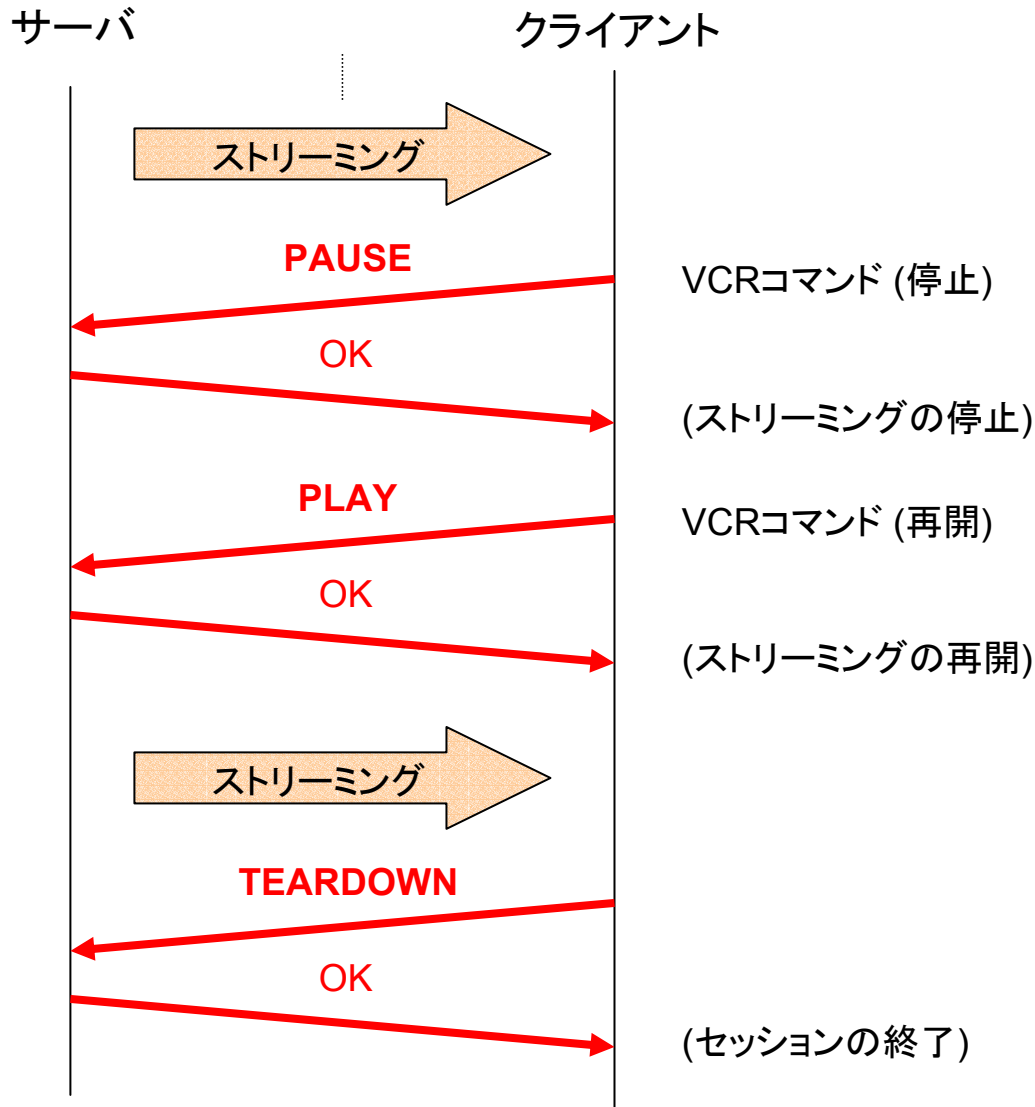 サーバ
クライアント
ストリーミング
PAUSE
VCRコマンド (停止)
OK
(ストリーミングの停止)
PLAY
VCRコマンド (再開)
OK
(ストリーミングの再開)
ストリーミング
TEARDOWN
OK
(セッションの終了)